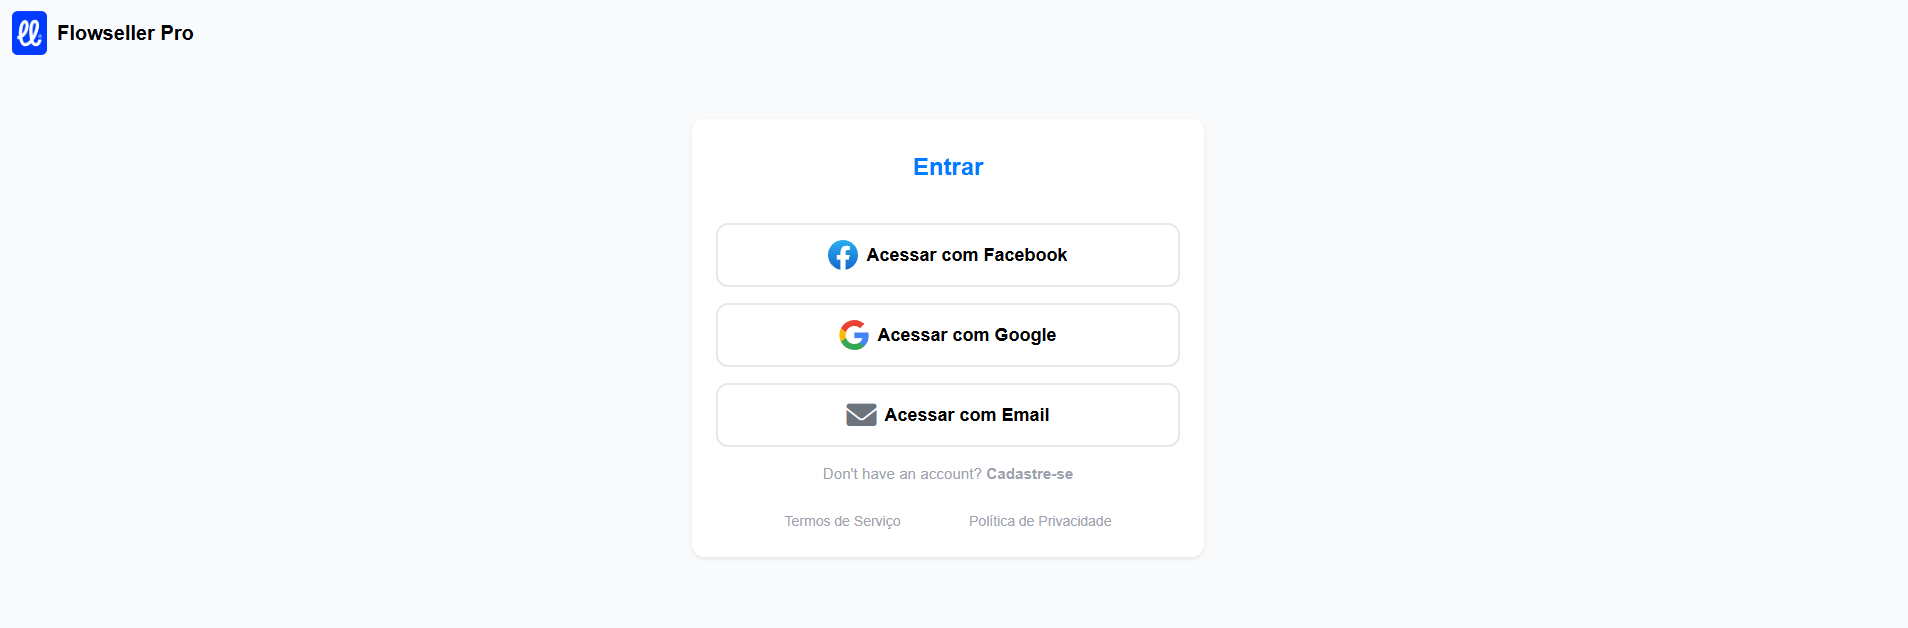 Flowseller Pro
Entrar
Acessar com Facebook
Acessar com Google
Acessar com Email
Don't have an account? Cadastre-se
Termos de Serviço
Política de Privacidade